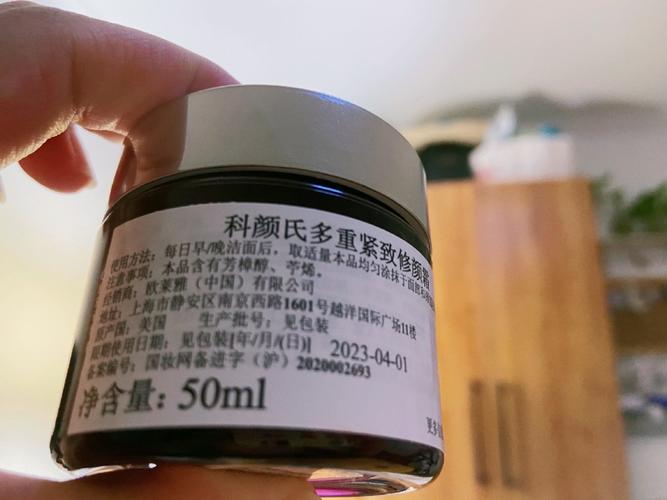 科颜氏多重紧致修颜霜
使用方法：每日早/晚洁面后，取适量本品均匀涂抹于面部
注意事项：本品含有芳樟醇、苧烯。
经销商：欧莱雅（中国）有限公司
地址：上海市静安区南京西路1601号越洋国际广场11楼
原产国：美国 生产批号：见包装
限期使用日期：见包装[年/月/(日)] 2023-04-01
备案编号：国妆网备进字（沪）2020002693
净含量：50ml
更多